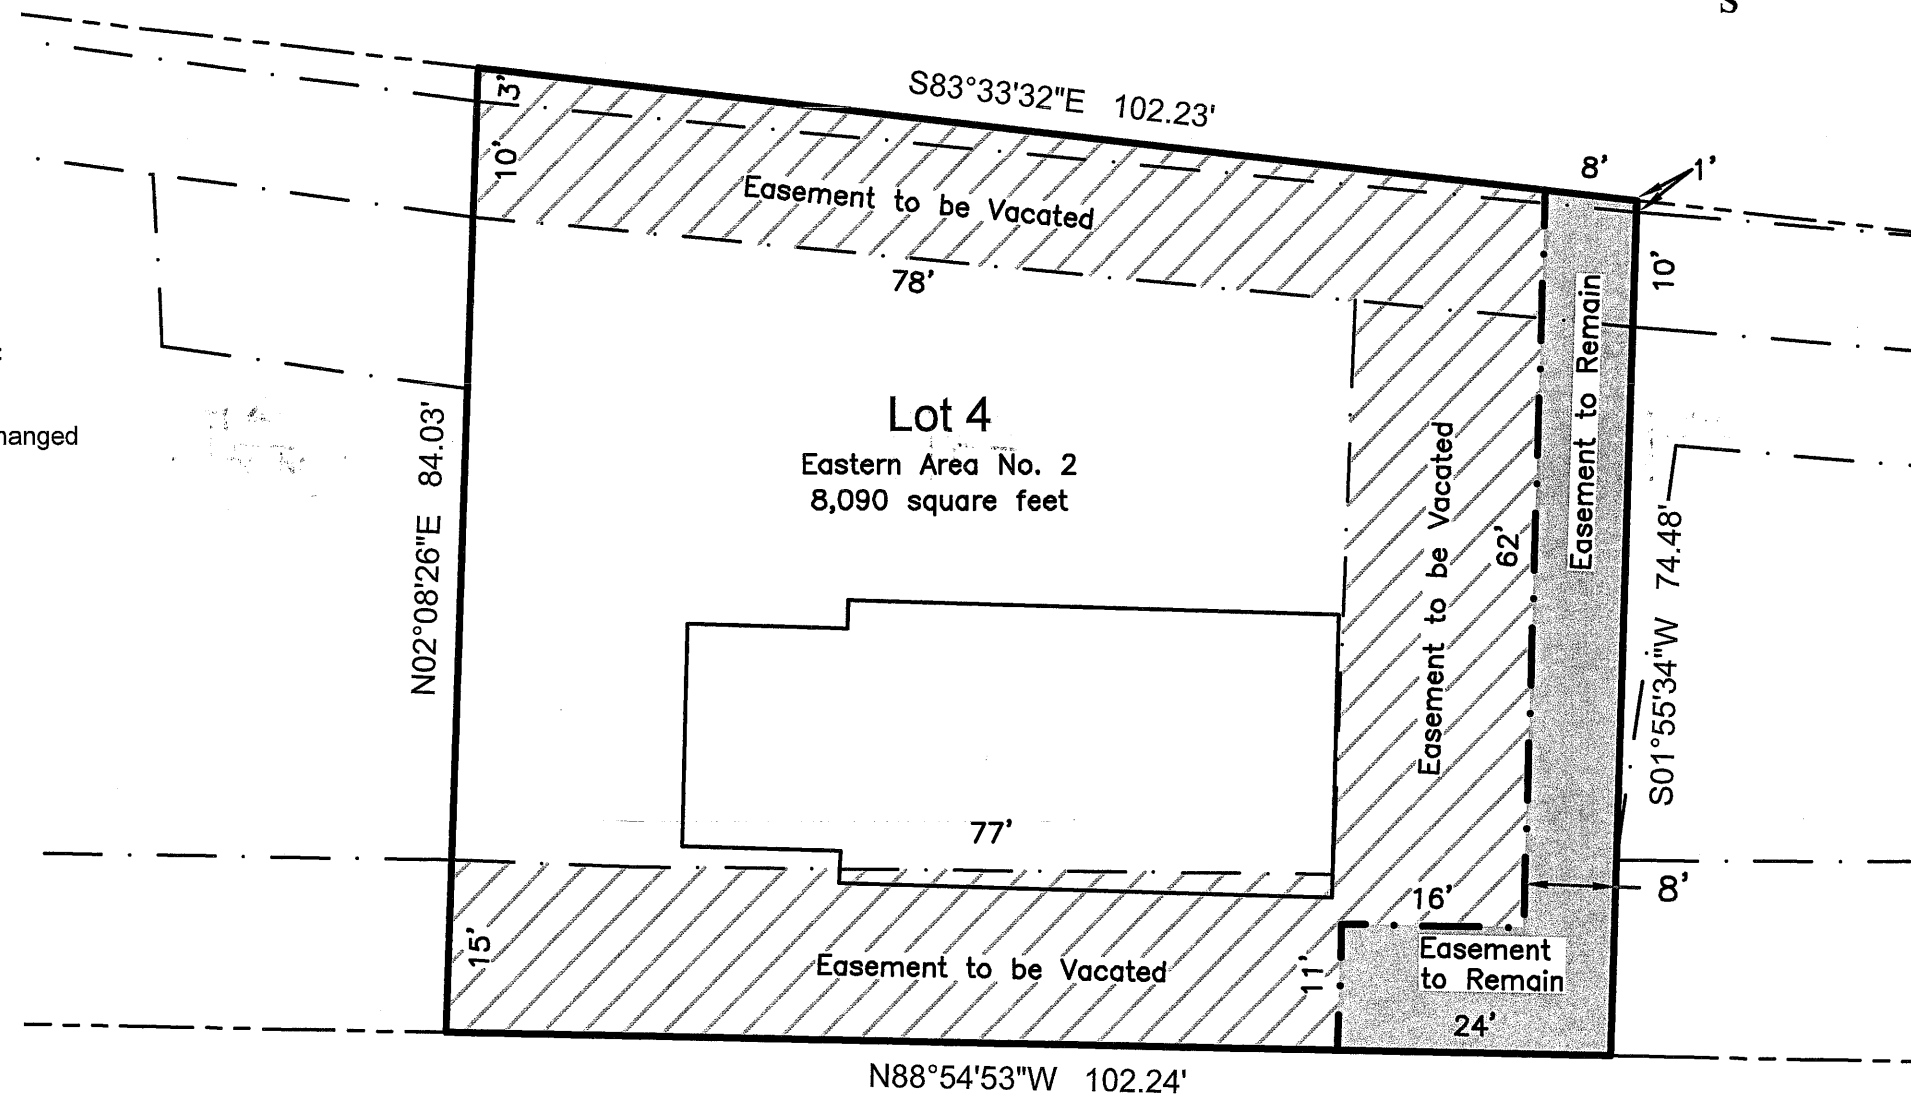 S
S83°33'32"E 102.23'
3'
10'
8'
1'
Easement to be Vacated
78'
10'
Easement to Remain
Lot 4
Eastern Area No. 2
8,090 square feet
hanged
N02°08'26"E 84.03'
Easement to be Vacated
62'
S01°55'34"W 74.48'
77'
16'
8'
15'
Easement to be Vacated
11'
Easement
to Remain
24'
N88°54'53"W 102.24'